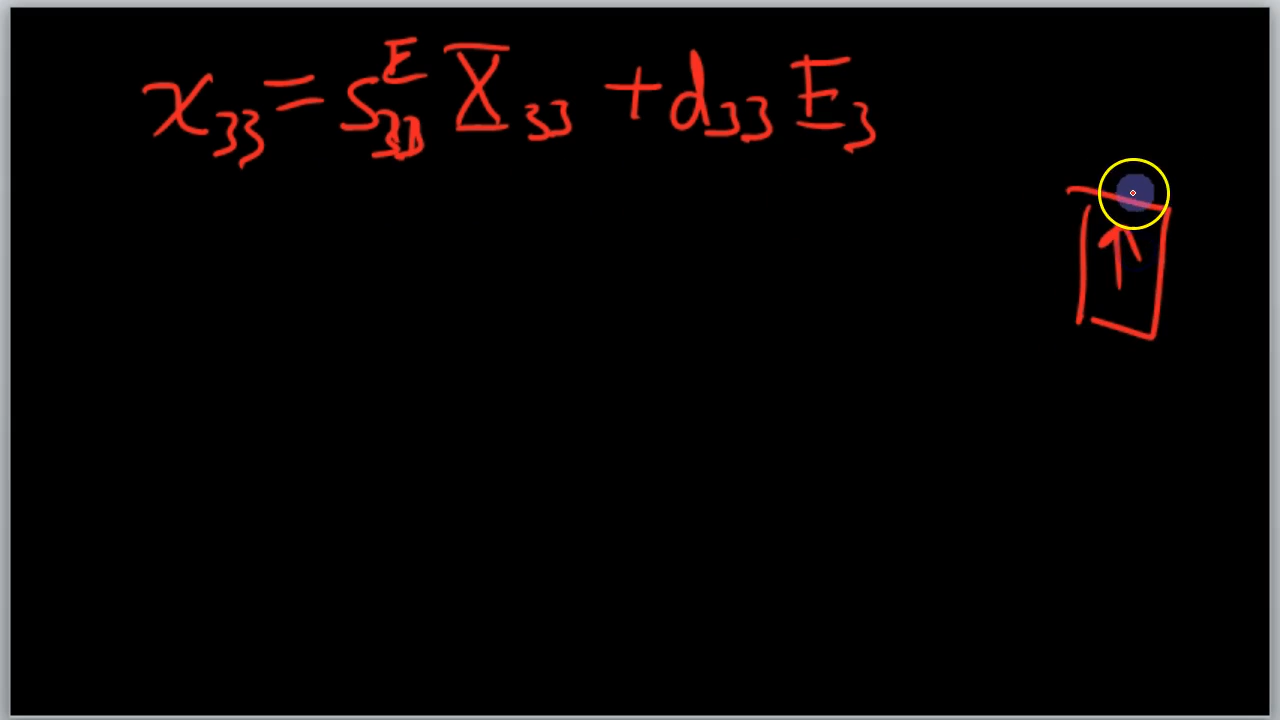 x₃₃ = s₃₃ᴱ X₃₃ + d₃₃ E₃